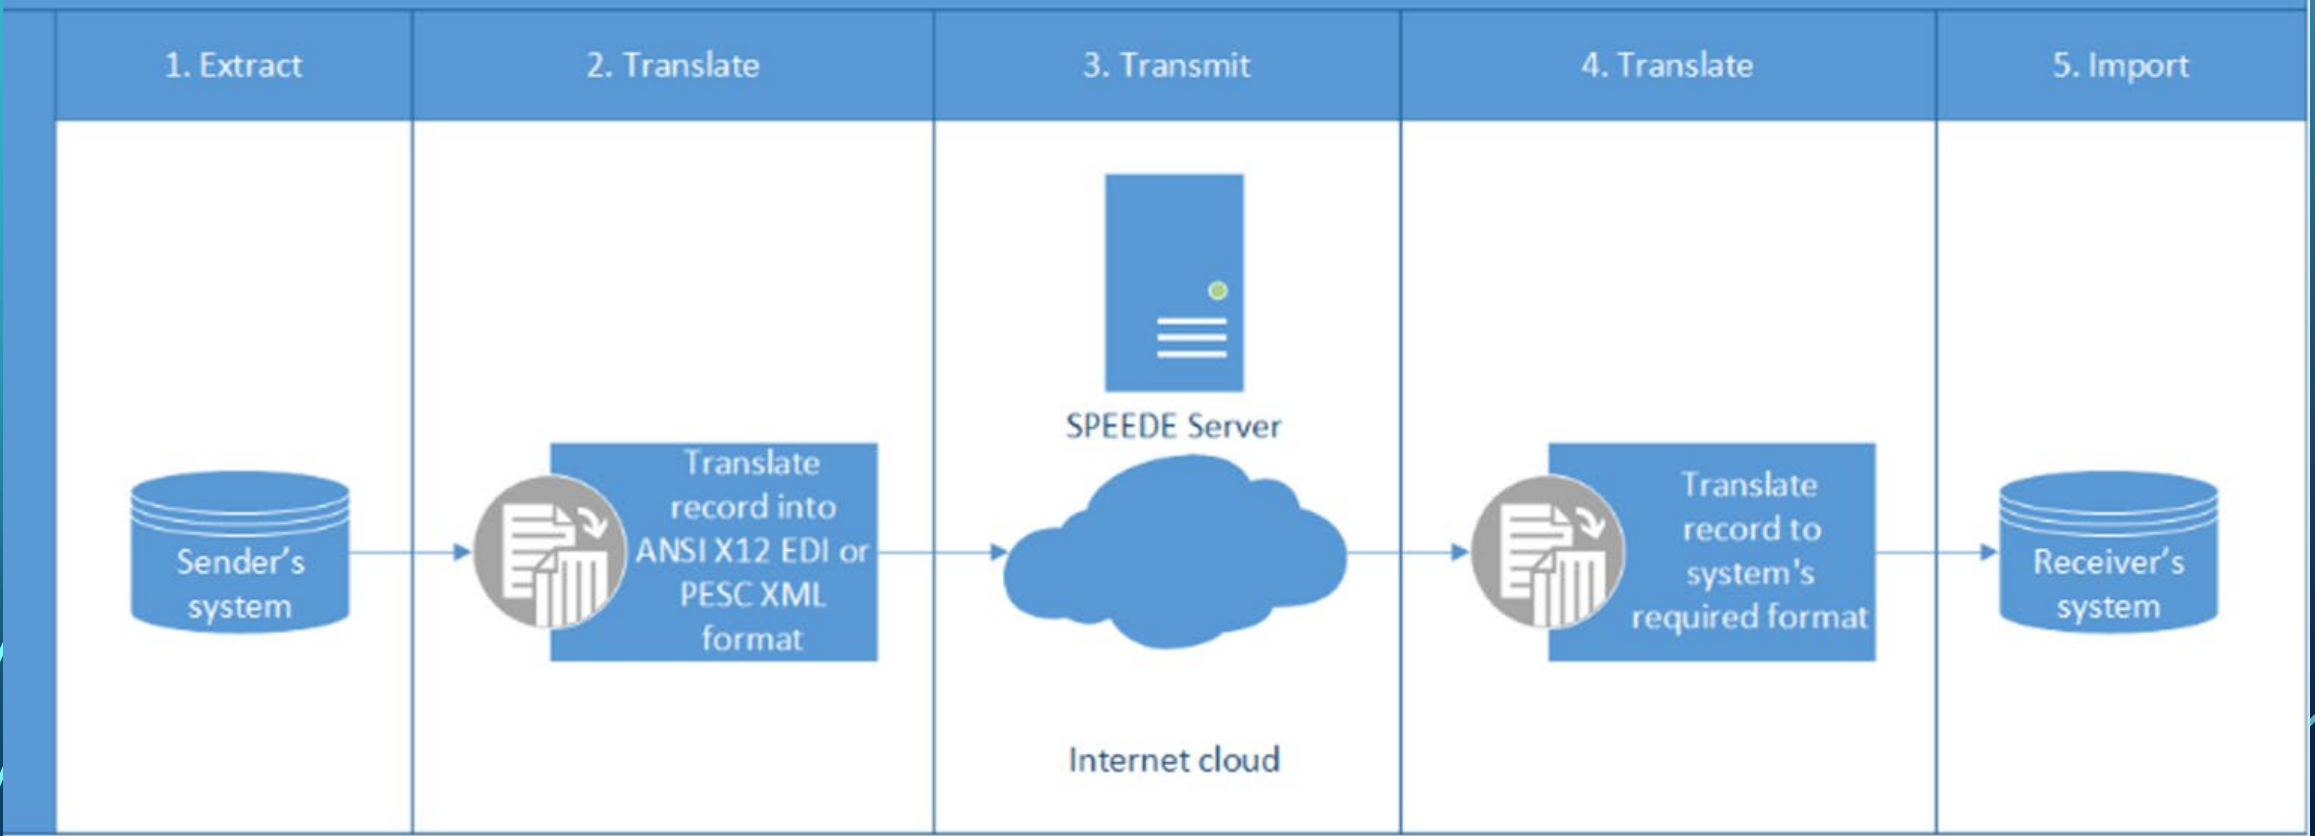 1. Extract
2. Translate
3. Transmit
4. Translate
5. Import
Sender's
system
Translate
record into
ANSI X12 EDI or
PESC XML
format
SPEEDE Server
Internet cloud
Translate
record to
system's
required format
Receiver's
system